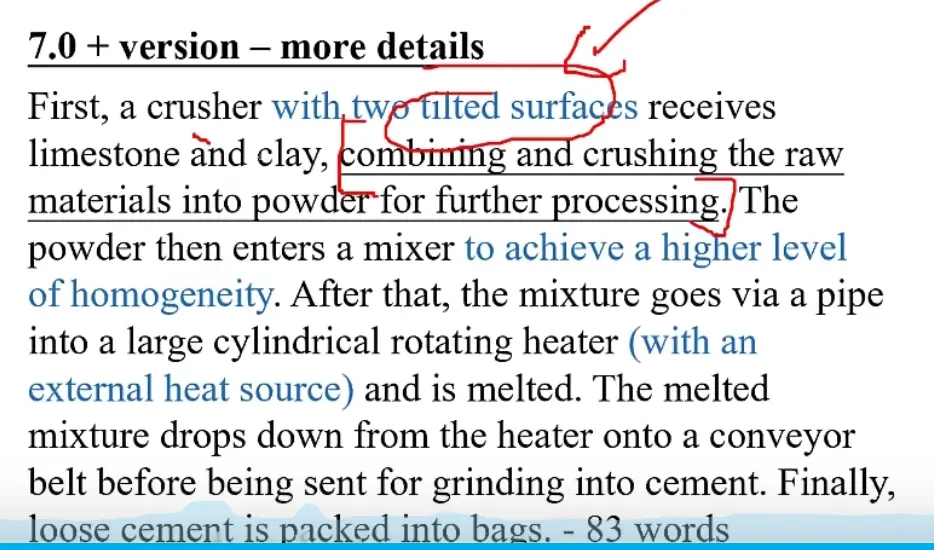 7.0 + version – more details
First, a crusher with two tilted surfaces receives
limestone and clay, combining and crushing the raw
materials into powder for further processing. The
powder then enters a mixer to achieve a higher level
of homogeneity. After that, the mixture goes via a pipe
into a large cylindrical rotating heater (with an
external heat source) and is melted. The melted
mixture drops down from the heater onto a conveyor
belt before being sent for grinding into cement. Finally,
loose cement is packed into bags. - 83 words